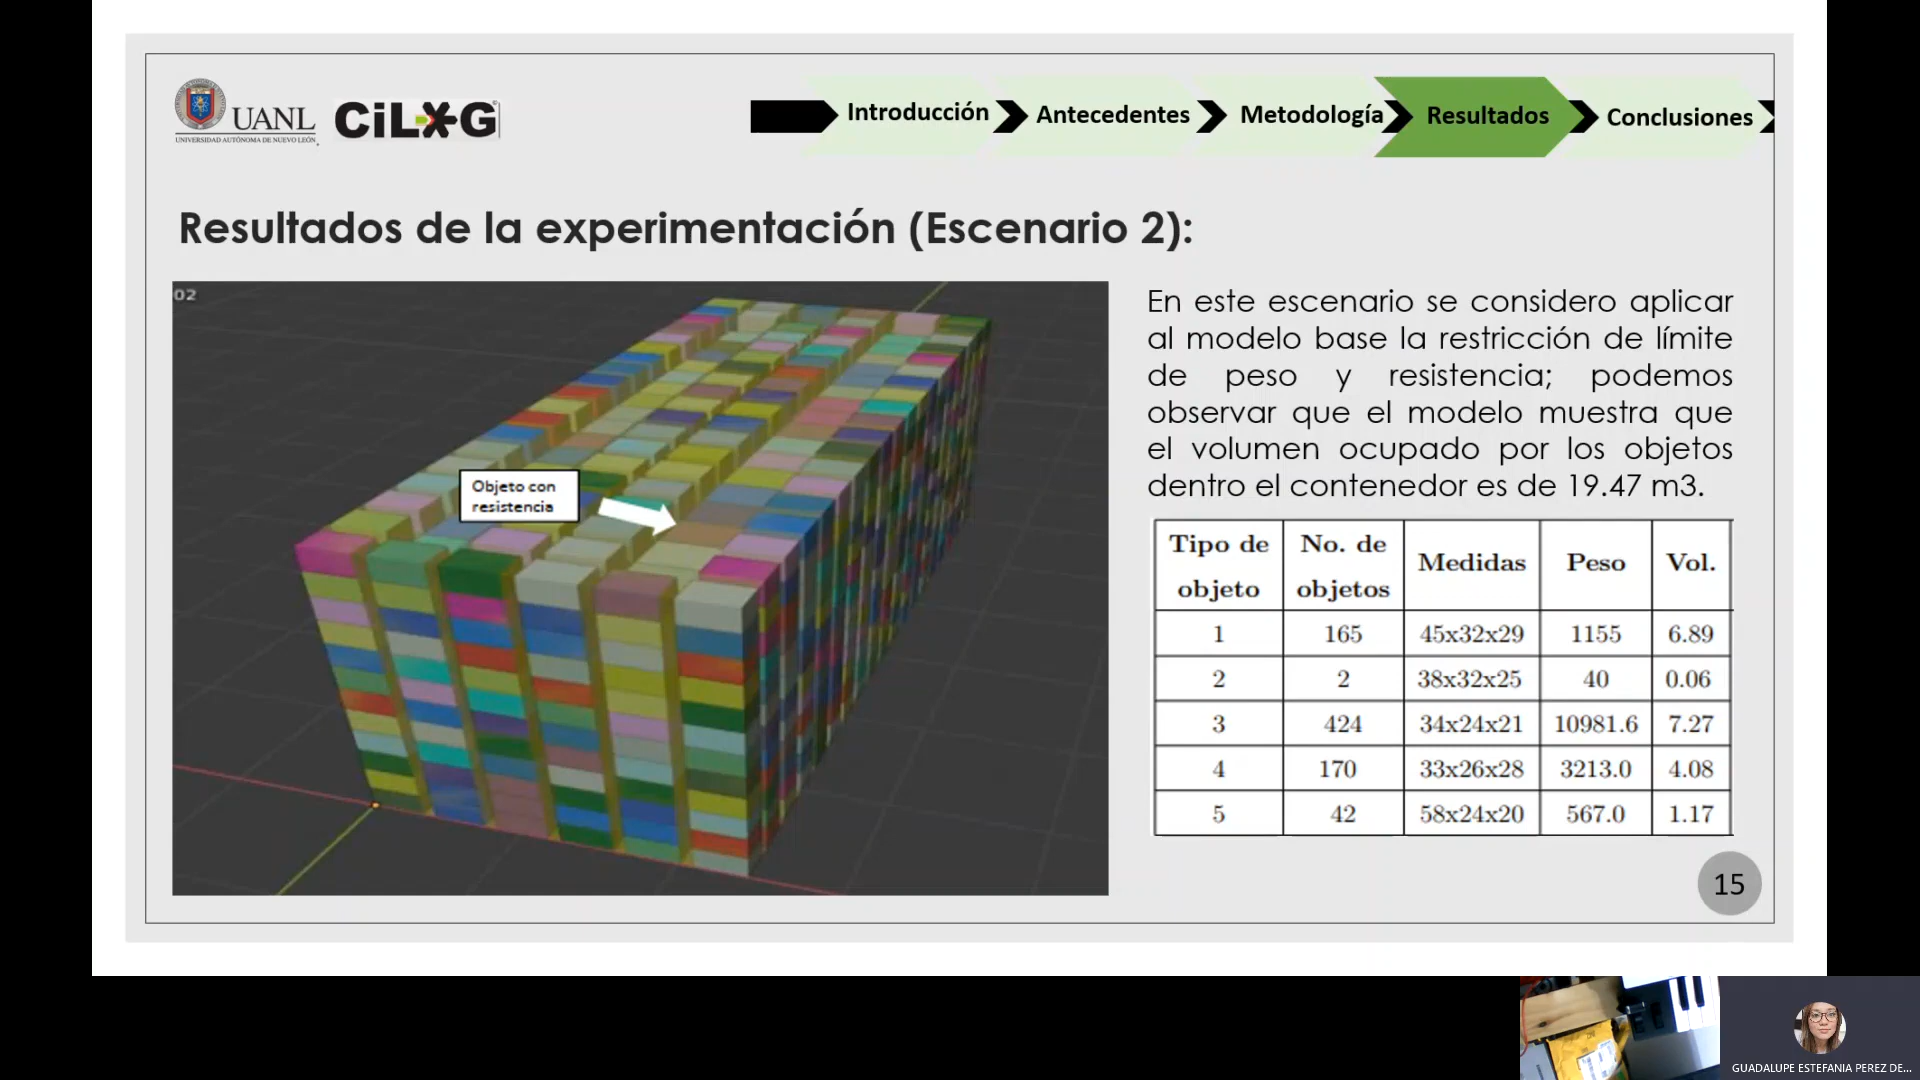 UANL
UNIVERSIDAD AUTÓNOMA DE NUEVO LEÓN
CiLOG
Introducción
Antecedentes
Metodología
Resultados
Conclusiones
Resultados de la experimentación (Escenario 2):
02
Objeto con
resistencia
En este escenario se considero aplicar
al modelo base la restricción de límite
de peso y resistencia; podemos
observar que el modelo muestra que
el volumen ocupado por los objetos
dentro el contenedor es de 19.47 m3.
Tipo de objeto No. de objetos Medidas Peso Vol.
1 165 45x32x29 1155 6.89
2 2 38x32x25 40 0.06
3 424 34x24x21 10981.6 7.27
4 170 33x26x28 3213.0 4.08
5 42 58x24x20 567.0 1.17
15
GUADALUPE ESTEFANIA PEREZ DE...